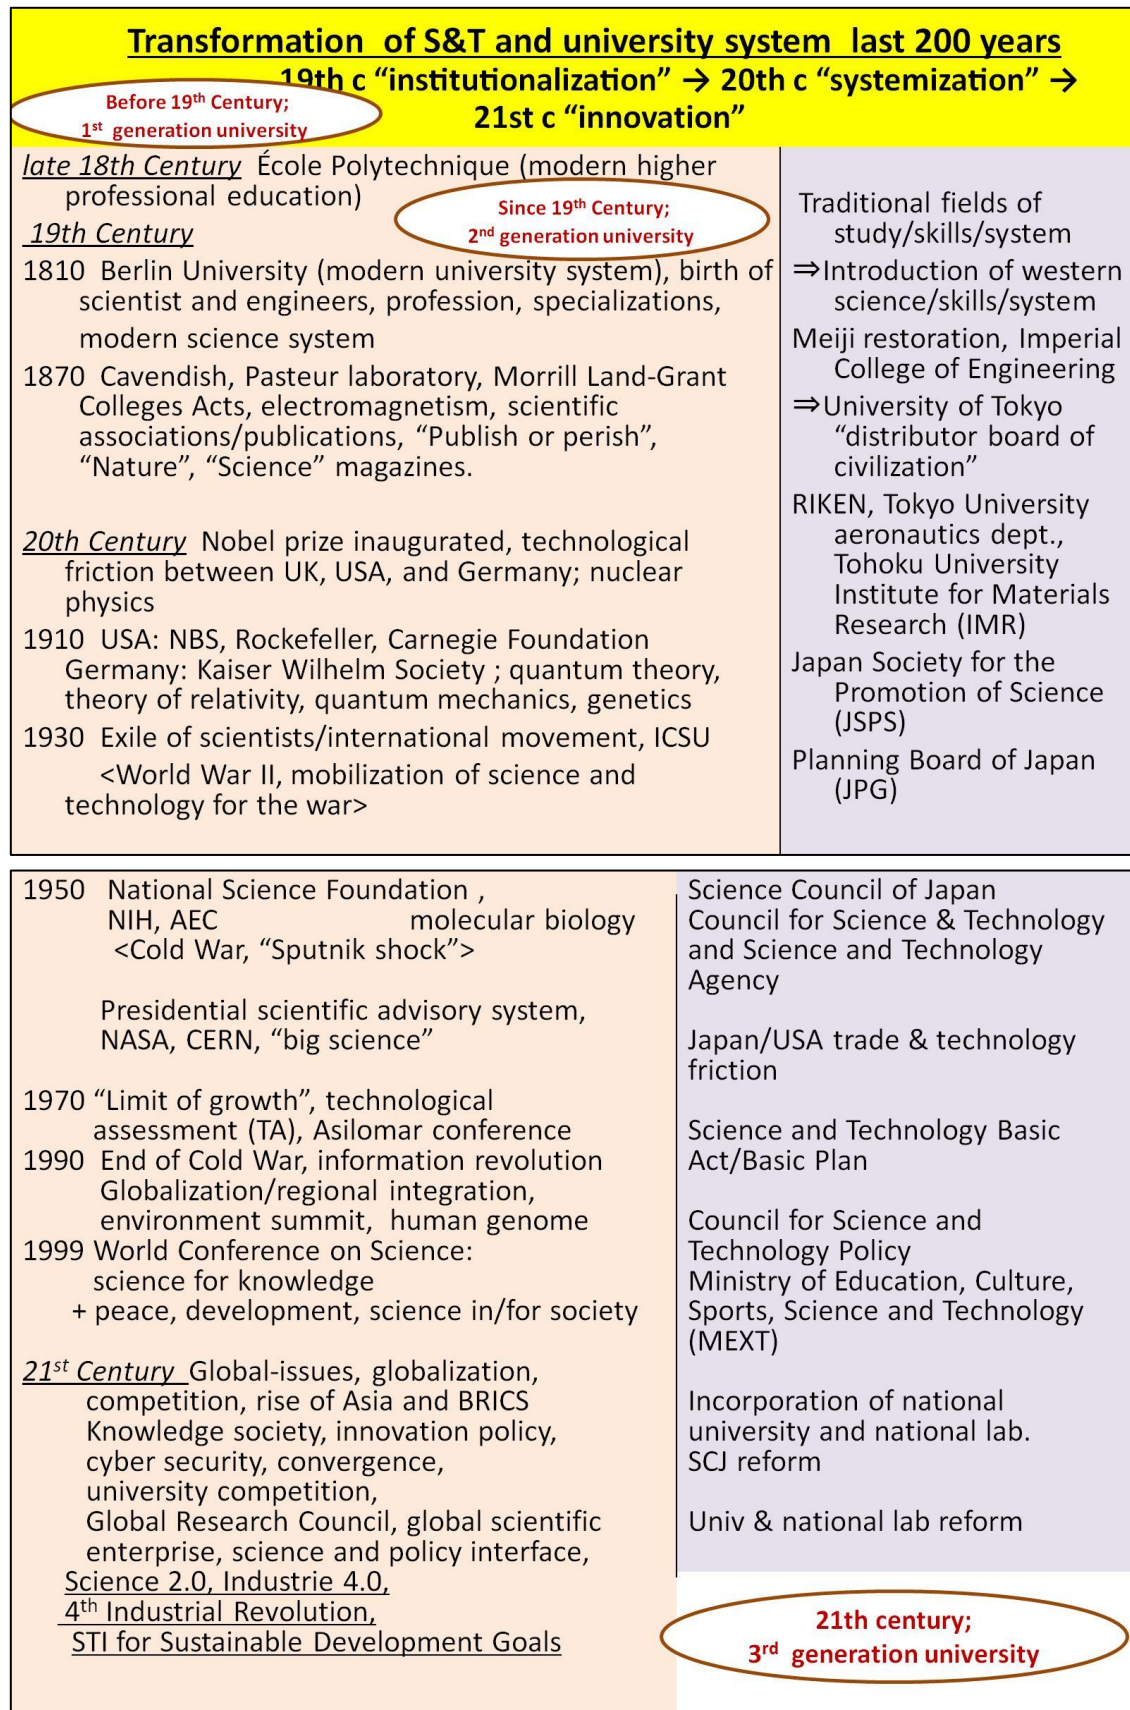 Transformation of S&T and university system last 200 years
19th c “institutionalization” → 20th c “systemization” →
21st c “innovation”
Before 19th Century;
1st generation university
late 18th Century École Polytechnique (modern higher
professional education)
Since 19th Century;
2nd generation university
19th Century
1810 Berlin University (modern university system), birth of
scientist and engineers, profession, specializations,
modern science system
1870 Cavendish, Pasteur laboratory, Morrill Land-Grant
Colleges Acts, electromagnetism, scientific
associations/publications, “Publish or perish”,
“Nature”, “Science” magazines.
20th Century Nobel prize inaugurated, technological
friction between UK, USA, and Germany; nuclear
physics
1910 USA: NBS, Rockefeller, Carnegie Foundation
Germany: Kaiser Wilhelm Society ; quantum theory,
theory of relativity, quantum mechanics, genetics
1930 Exile of scientists/international movement, ICSU
<World War II, mobilization of science and
technology for the war>
Traditional fields of
study/skills/system
⇒Introduction of western
science/skills/system
Meiji restoration, Imperial
College of Engineering
⇒University of Tokyo
“distributor board of
civilization”
RIKEN, Tokyo University
aeronautics dept.,
Tohoku University
Institute for Materials
Research (IMR)
Japan Society for the
Promotion of Science
(JSPS)
Planning Board of Japan
(JPG)
1950 National Science Foundation ,
NIH, AEC molecular biology
<Cold War, “Sputnik shock”>
Presidential scientific advisory system,
NASA, CERN, “big science”
1970 “Limit of growth”, technological
assessment (TA), Asilomar conference
1990 End of Cold War, information revolution
Globalization/regional integration,
environment summit, human genome
1999 World Conference on Science:
science for knowledge
+ peace, development, science in/for society
21st Century Global-issues, globalization,
competition, rise of Asia and BRICS
Knowledge society, innovation policy,
cyber security, convergence,
university competition,
Global Research Council, global scientific
enterprise, science and policy interface,
Science 2.0, Industrie 4.0,
4th Industrial Revolution,
STI for Sustainable Development Goals
Science Council of Japan
Council for Science & Technology
and Science and Technology
Agency
Japan/USA trade & technology
friction
Science and Technology Basic
Act/Basic Plan
Council for Science and
Technology Policy
Ministry of Education, Culture,
Sports, Science and Technology
(MEXT)
Incorporation of national
university and national lab.
SCJ reform
Univ & national lab reform
21th century;
3rd generation university